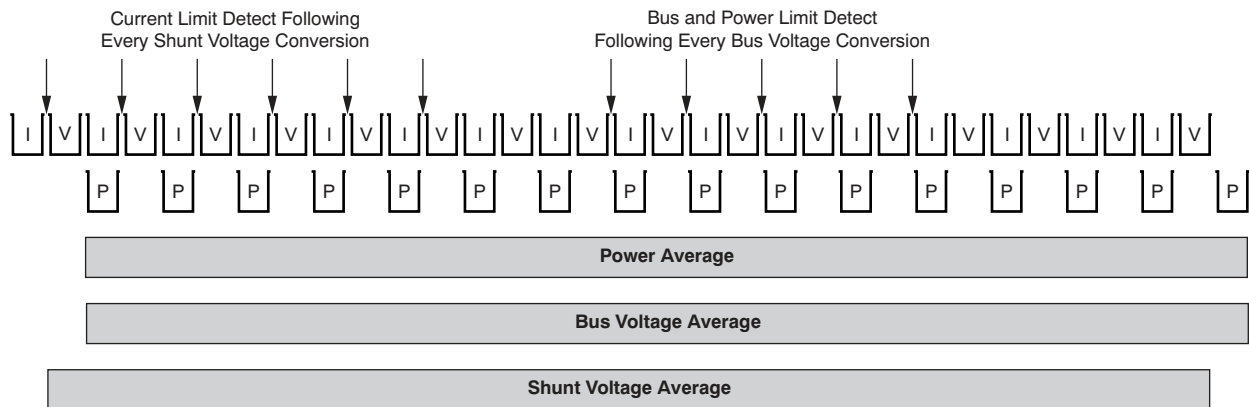 Current Limit Detect Following
Every Shunt Voltage Conversion
Bus and Power Limit Detect
Following Every Bus Voltage Conversion
I V I V I V I V I V I V I V I V I V I V I V I V I V I V I V I V
P P P P P P P P P P P P P P P P
Power Average
Bus Voltage Average
Shunt Voltage Average